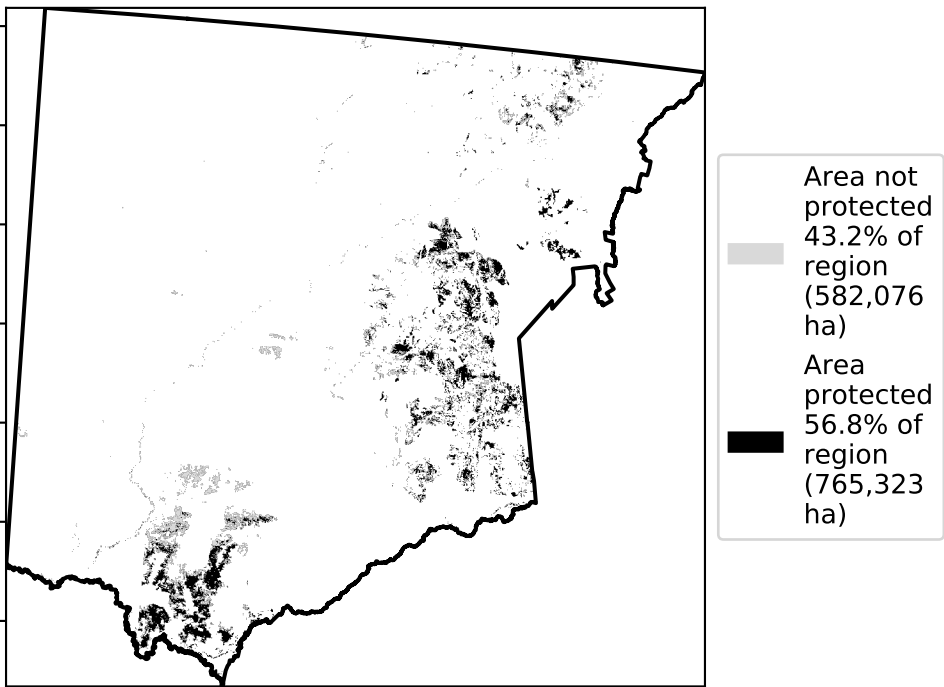 Area not
protected
43.2% of
region
(582,076
ha)
Area
protected
56.8% of
region
(765,323
ha)